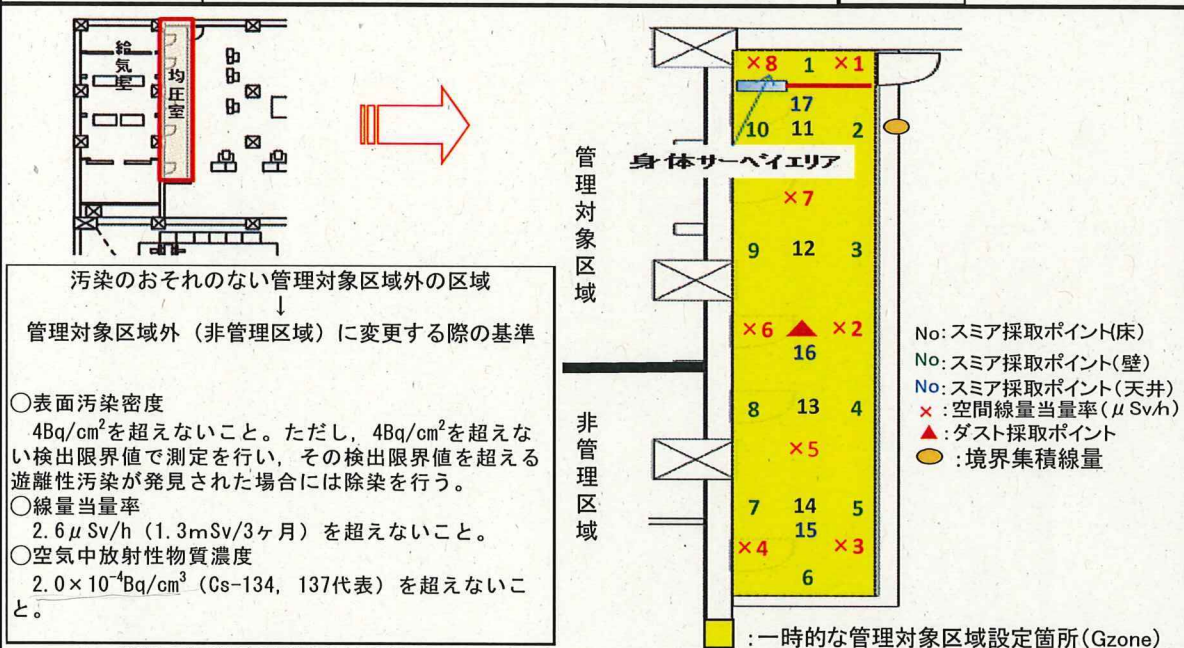 給気室
均圧室
汚染のおそれのない管理対象区域外の区域
↓
管理対象区域外（非管理区域）に変更する際の基準
○表面汚染密度
4Bq/cm²を超えないこと。ただし，4Bq/cm²を超えな
い検出限界値で測定を行い，その検出限界値を超える
遊離性汚染が発見された場合には除染を行う。
○線量当量率
2.6μSv/h（1.3mSv/3ヶ月）を超えないこと。
○空気中放射性物質濃度
2.0×10⁻⁴Bq/cm³（Cs-134，137代表）を超えないこ
と。
管理対象区域
非管理区域
×8 1 ×1
17
10 11 2
身体サーベイエリア
×7
9 12 3
×6 ▲ ×2
16
8 13 4
×5
7 14 5
15
×4 ×3
6
No:スミア採取ポイント(床)
No:スミア採取ポイント(壁)
No:スミア採取ポイント(天井)
×:空間線量当量率(μSv/h)
▲:ダスト採取ポイント
:境界集積線量
:一時的な管理対象区域設定箇所(Gzone)